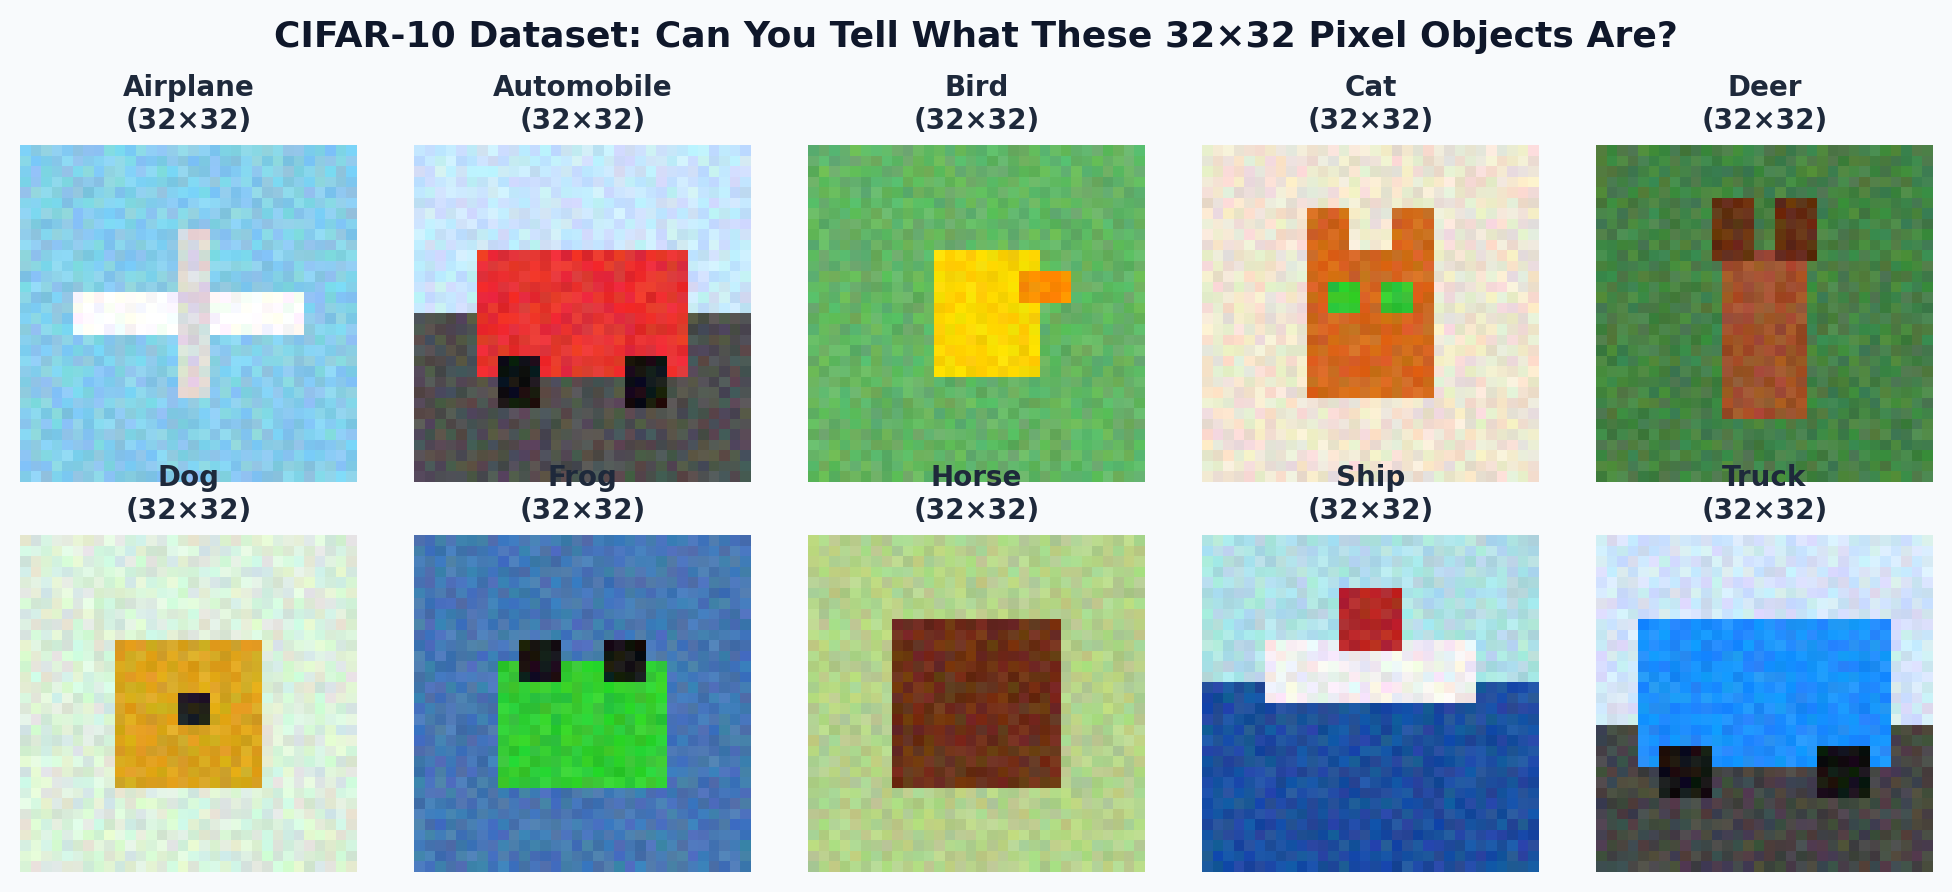 CIFAR-10 Dataset: Can You Tell What These 32×32 Pixel Objects Are?
Airplane
(32×32)
Automobile
(32×32)
Bird
(32×32)
Cat
(32×32)
Deer
(32×32)
Dog
(32×32)
Frog
(32×32)
Horse
(32×32)
Ship
(32×32)
Truck
(32×32)